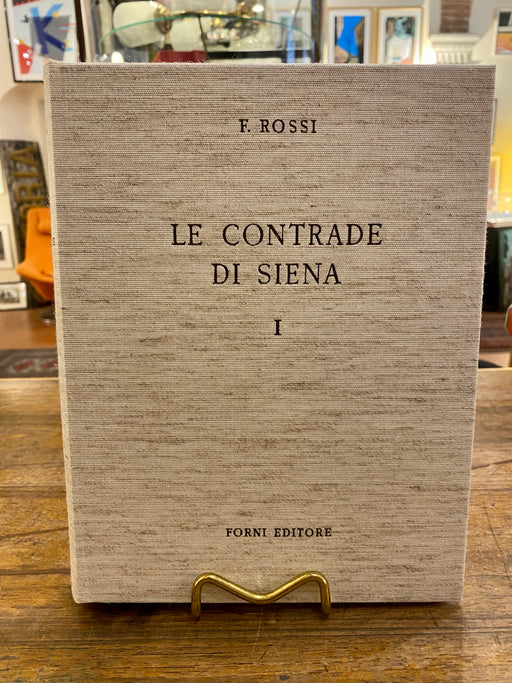 F. ROSSI
LE CONTRADE
DI SIENA
I
FORNI EDITORE